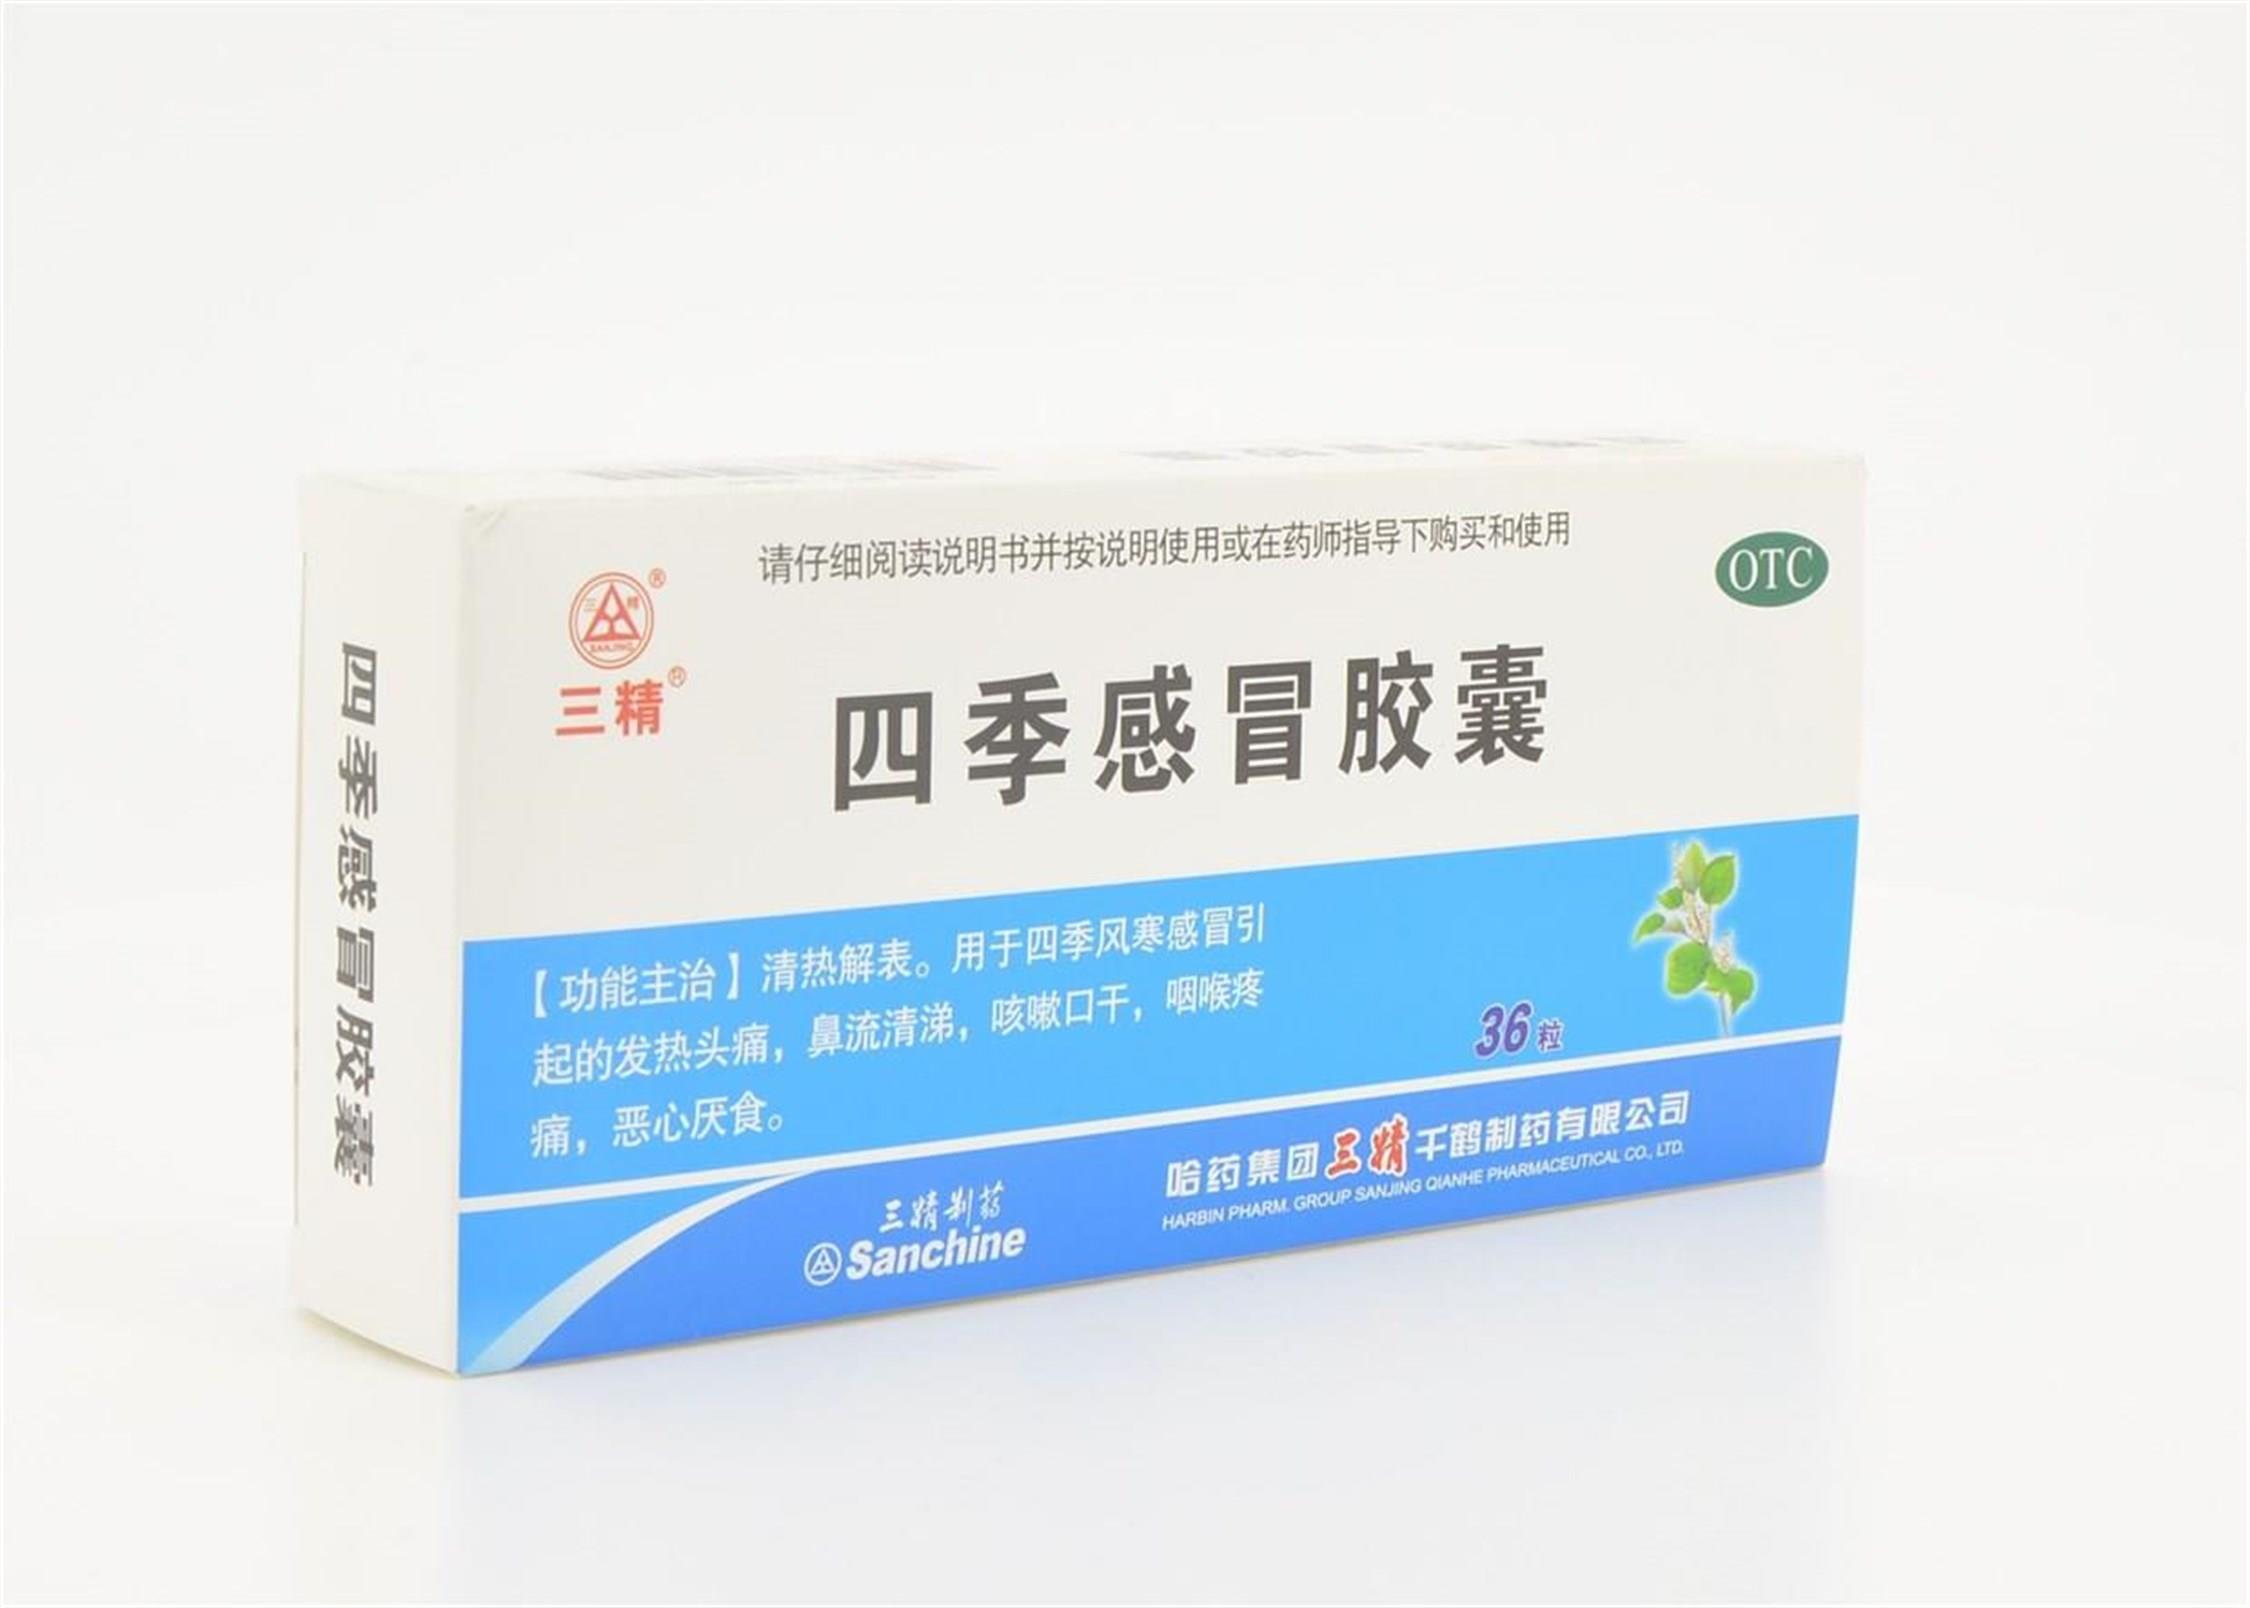 请仔细阅读说明书并按说明使用或在药师指导下购买和使用
OTC
三精
SANJING
三精
四季感冒胶囊
四季感冒胶囊
【功能主治】清热解表。用于四季风寒感冒引
起的发热头痛，鼻流清涕，咳嗽口干，咽喉疼
痛，恶心厌食。
36粒
三精制药
Sanchine
哈药集团三精千鹤制药有限公司
HARBIN PHARM. GROUP SANJING QIANHE PHARMACEUTICAL CO., LTD.